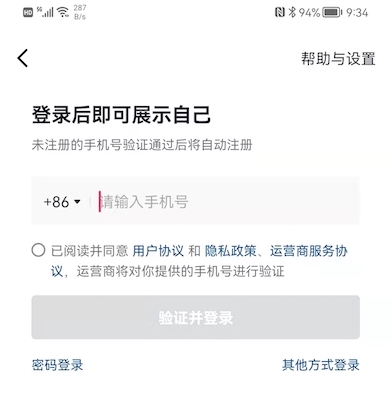 HD 5G 287 B/s 94% 9:34
帮助与设置
登录后即可展示自己
未注册的手机号验证通过后将自动注册
+86 请输入手机号
已阅读并同意 用户协议 和 隐私政策、运营商服务协
议，运营商将对你提供的手机号进行验证
验证并登录
密码登录 其他方式登录